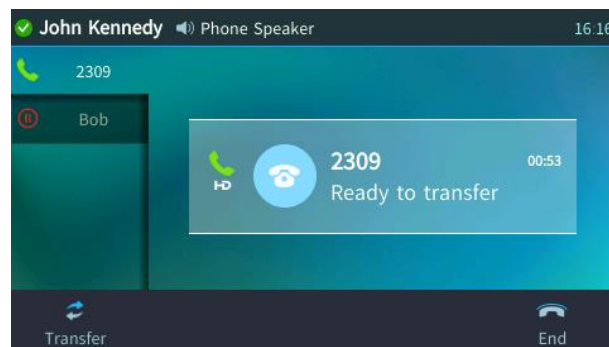 John Kennedy Phone Speaker 16:16
2309
Bob
HD
2309 00:53
Ready to transfer
Transfer End